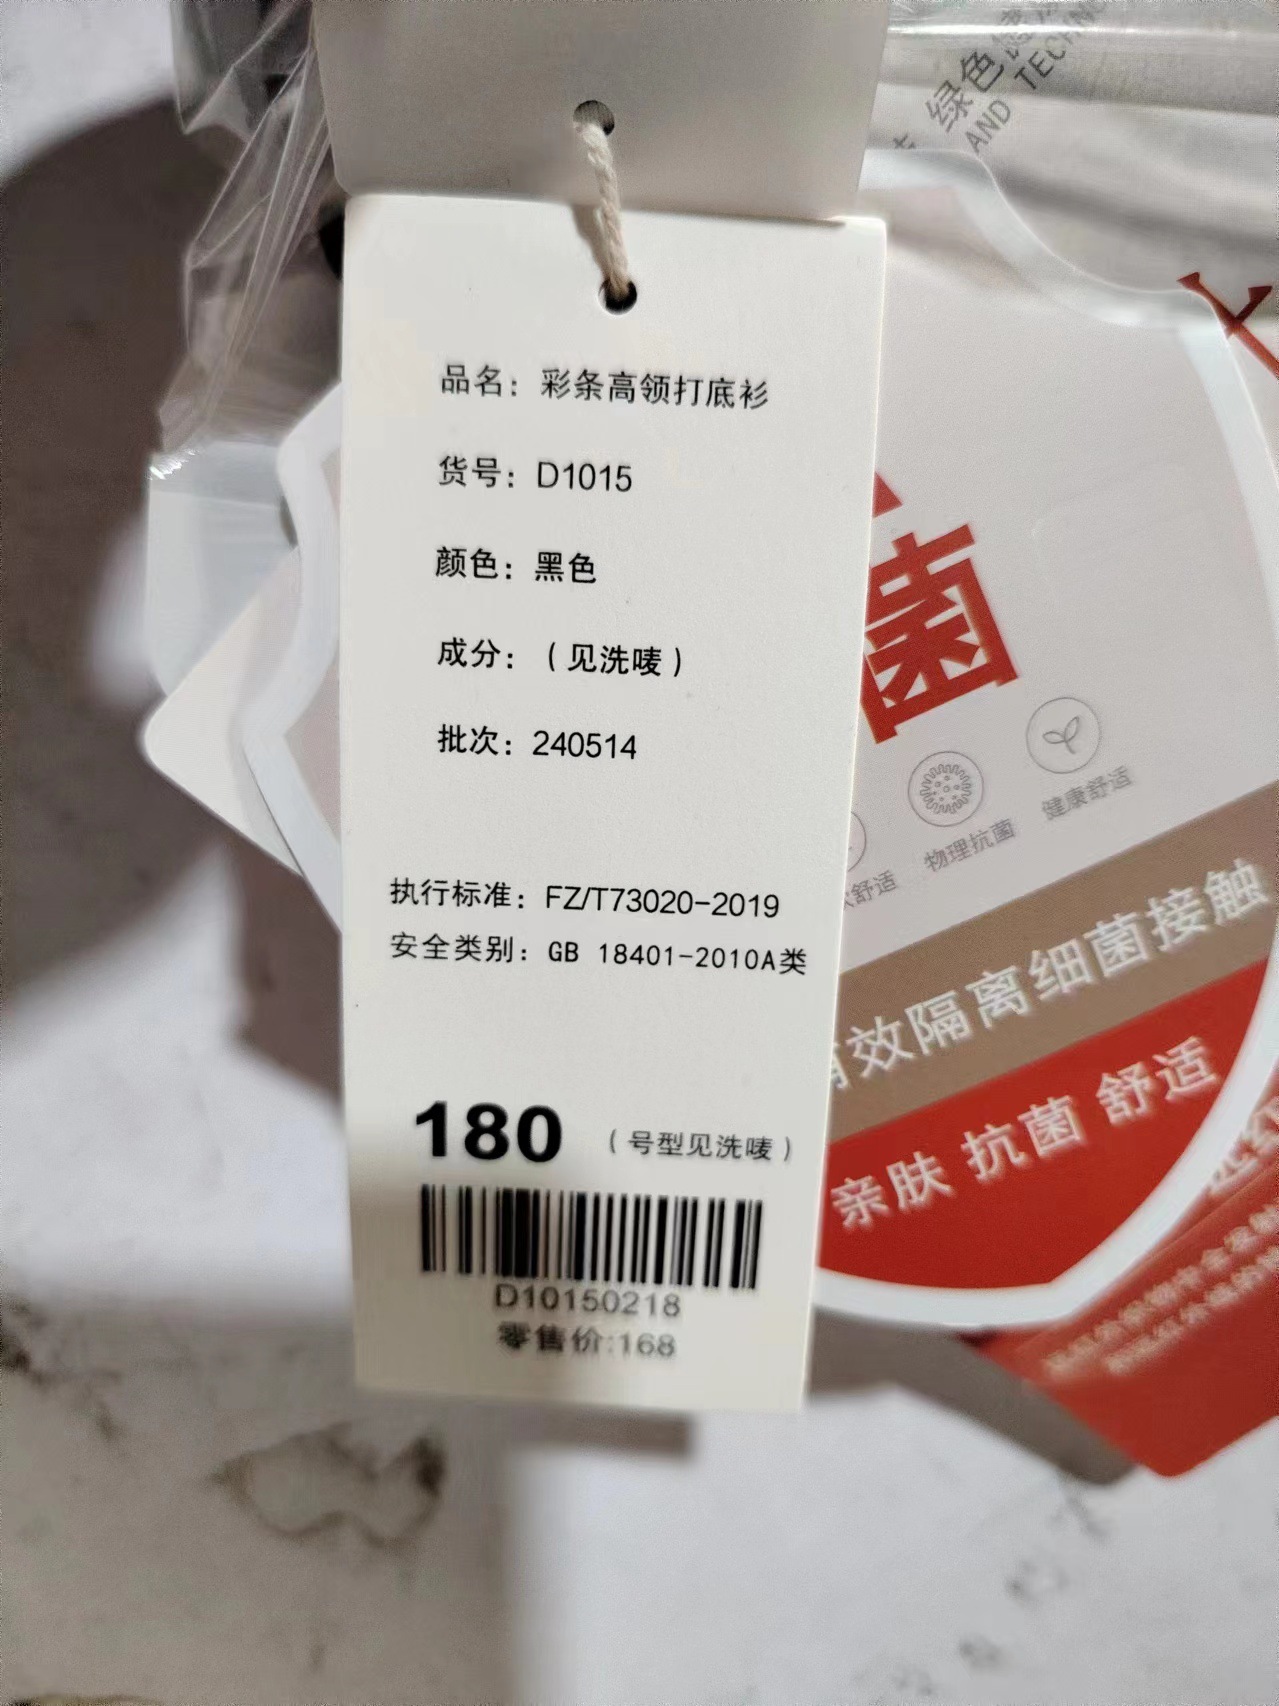 绿色
AND TECHN
品名：彩条高领打底衫
货号：D1015
颜色：黑色
成分：（见洗唛）
批次：240514
执行标准：FZ/T73020-2019
安全类别：GB 18401-2010A类
180 （号型见洗唛）
D10150218
零售价:168
菌
舒适
物理抗菌
健康舒适
有效隔离细菌接触
亲肤 抗菌 舒适